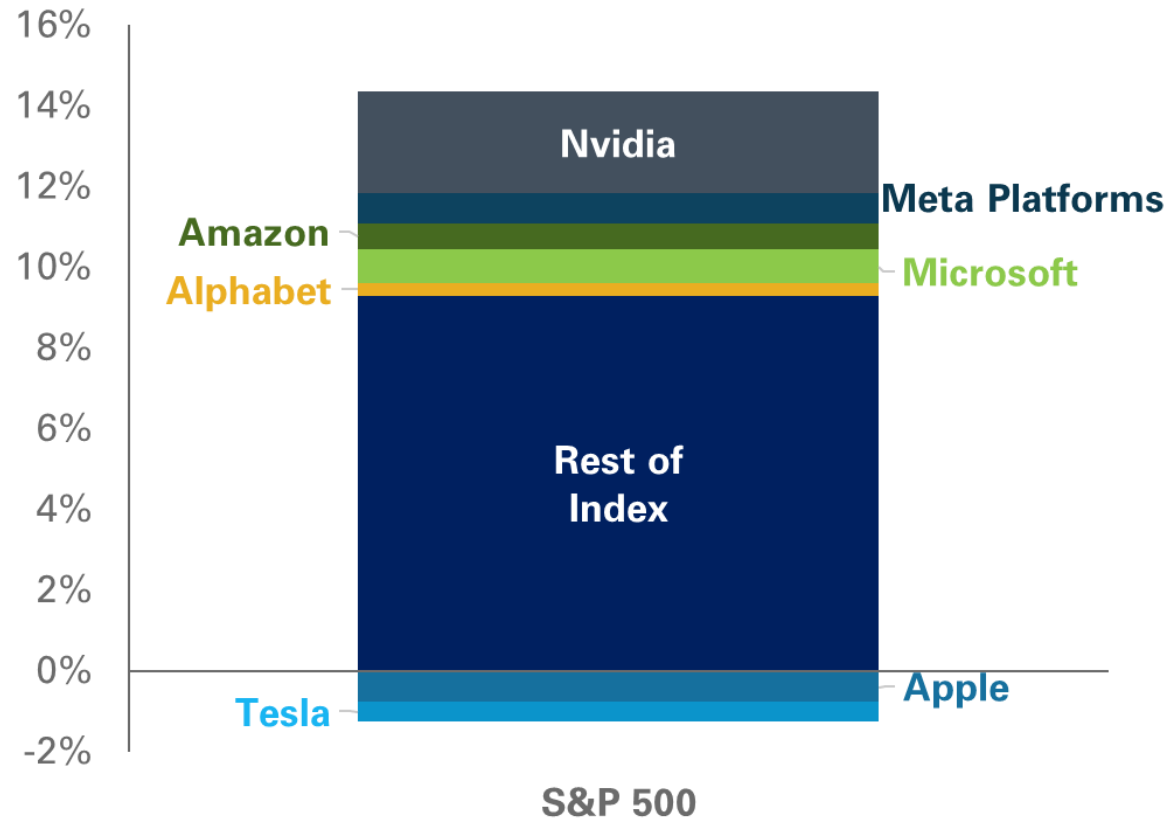 16%
14%
Nvidia
12%
Meta Platforms
Amazon
10%
Microsoft
Alphabet
8%
6%
Rest of
Index
4%
2%
0%
Apple
Tesla
-2%
S&P 500